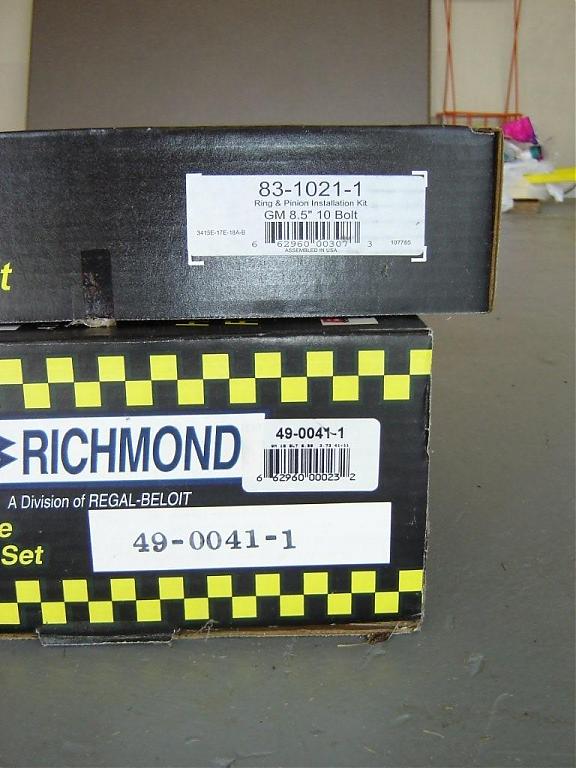 83-1021-1
Ring & Pinion Installation Kit
GM 8.5" 10 Bolt
3415E-17E-18A-B
6 62960 00307 3
107765
ASSEMBLED IN USA
t
RICHMOND
49-0041-1
6 62960 00023 2
A Division of REGAL-BELOIT
e
Set
49-0041-1